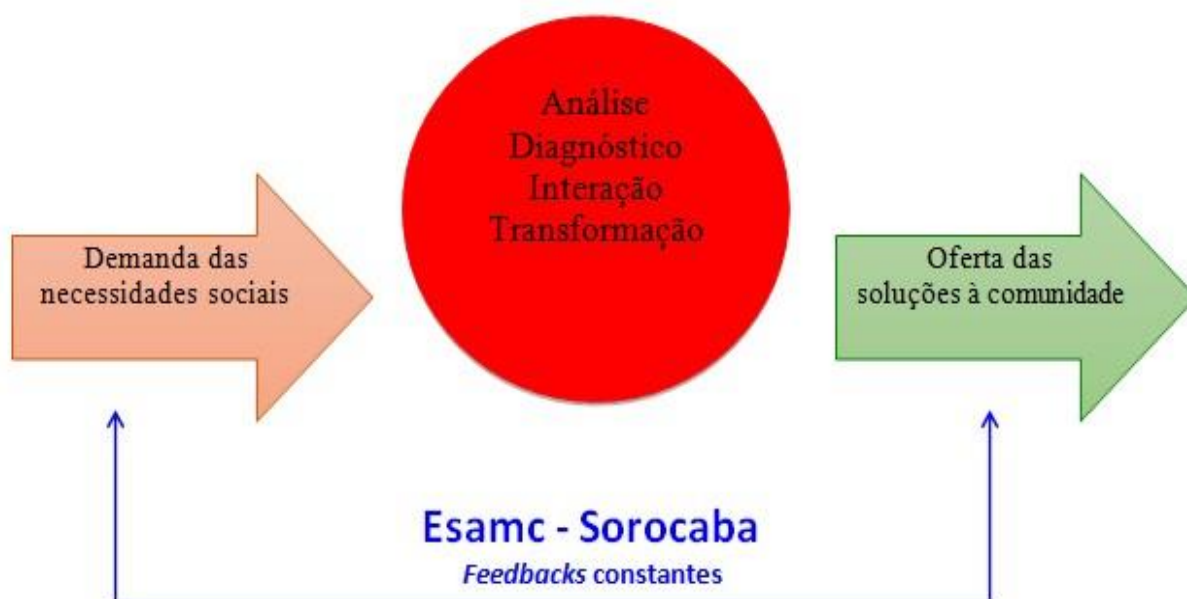 Análise
Diagnóstico
Interação
Transformação
Demanda das
necessidades sociais
Oferta das
soluções à comunidade
Esamc - Sorocaba
Feedbacks constantes